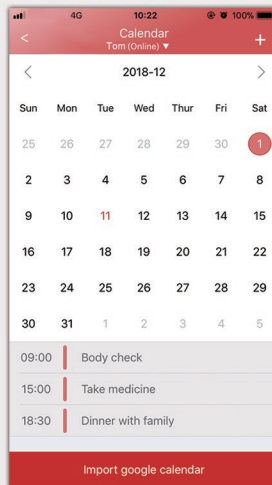 4G 10:22 100%
< Calendar +
Tom (Online) ▼
< 2018-12 >
Sun Mon Tue Wed Thur Fri Sat
25 26 27 28 29 30 1
2 3 4 5 6 7 8
9 10 11 12 13 14 15
16 17 18 19 20 21 22
23 24 25 26 27 28 29
30 31 1 2 3 4 5
09:00 Body check
15:00 Take medicine
18:30 Dinner with family
Import google calendar